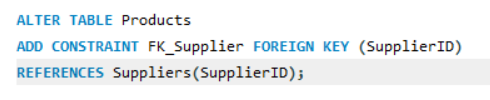 ALTER TABLE Products
ADD CONSTRAINT FK_Supplier FOREIGN KEY (SupplierID)
REFERENCES Suppliers(SupplierID);